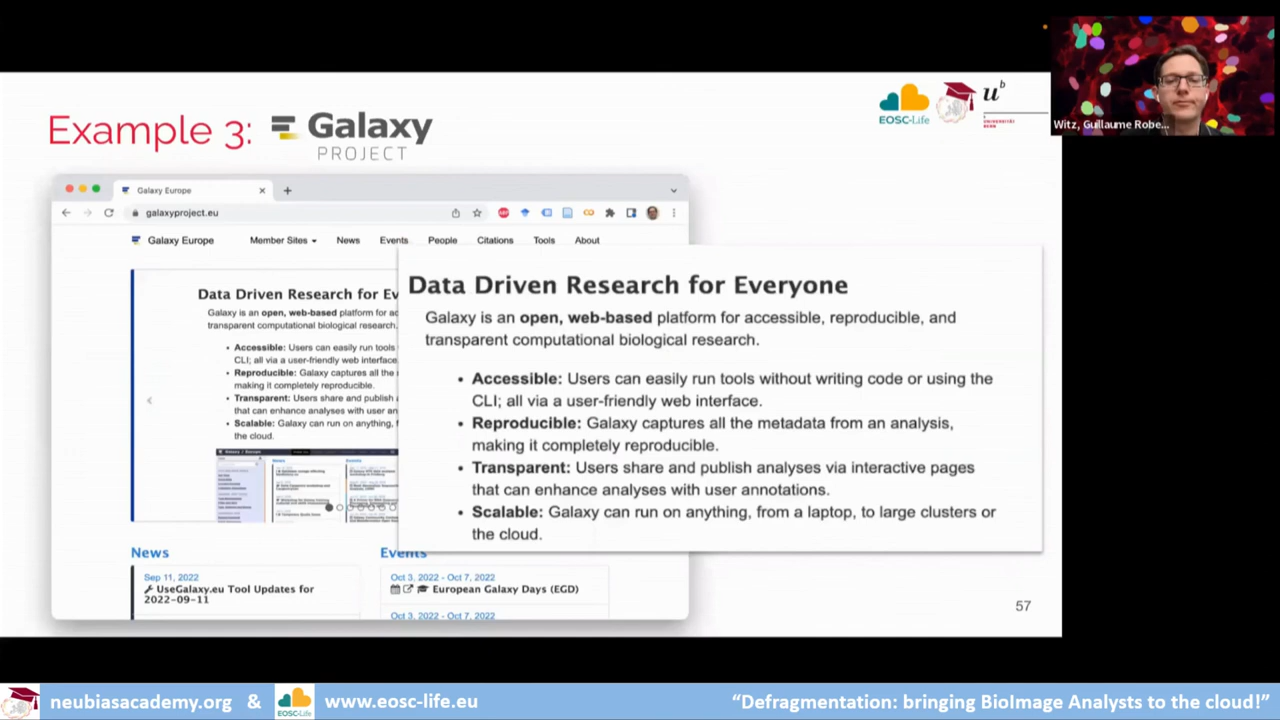 Example 3: Galaxy
PROJECT
EOSC-Life
u b
UNIVERSITÄT
BERN
Witz, Guillaume Robe...
Galaxy Europe
galaxyproject.eu
Galaxy Europe Member Sites News Events People Citations Tools About
Data Driven Research for Ev
Galaxy is an open, web-based platform for ac
transparent computational biological research.
• Accessible: Users can easily run tools
CLI; all via a user-friendly web interface.
• Reproducible: Galaxy captures all the
making it completely reproducible.
• Transparent: Users share and publish
that can enhance analyses with user an
• Scalable: Galaxy can run on anything,
the cloud.
Data Driven Research for Everyone
Galaxy is an open, web-based platform for accessible, reproducible, and
transparent computational biological research.
• Accessible: Users can easily run tools without writing code or using the
CLI; all via a user-friendly web interface.
• Reproducible: Galaxy captures all the metadata from an analysis,
making it completely reproducible.
• Transparent: Users share and publish analyses via interactive pages
that can enhance analyses with user annotations.
• Scalable: Galaxy can run on anything, from a laptop, to large clusters or
the cloud.
News
Sep 11, 2022
UseGalaxy.eu Tool Updates for
2022-09-11
Events
Oct 3, 2022 - Oct 7, 2022
European Galaxy Days (EGD)
Oct 3, 2022 - Oct 7, 2022
57
neubiasacademy.org & EOSC-Life www.eosc-life.eu
“Defragmentation: bringing BioImage Analysts to the cloud!”